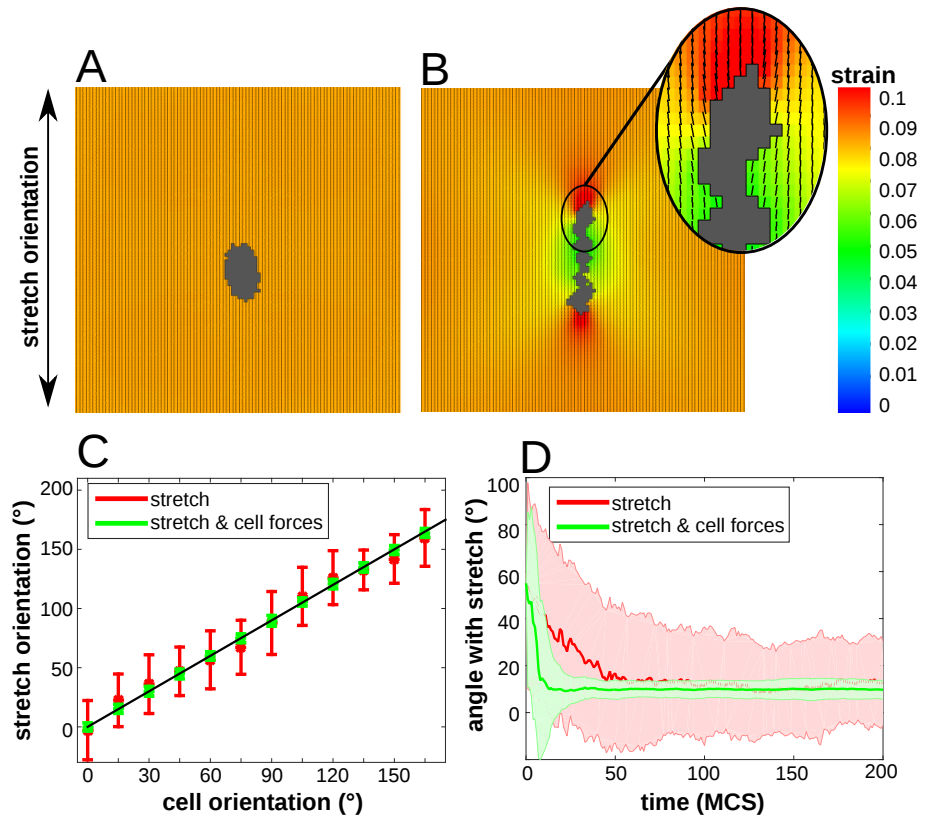 A
B
stretch orientation
strain
0.1
0.09
0.08
0.07
0.06
0.05
0.04
0.03
0.02
0.01
0
C
stretch
stretch & cell forces
200
150
100
50
0
stretch orientation (°)
0 30 60 90 120 150
cell orientation (°)
D
stretch
stretch & cell forces
100
80
60
40
20
0
angle with stretch (°)
0 50 100 150 200
time (MCS)